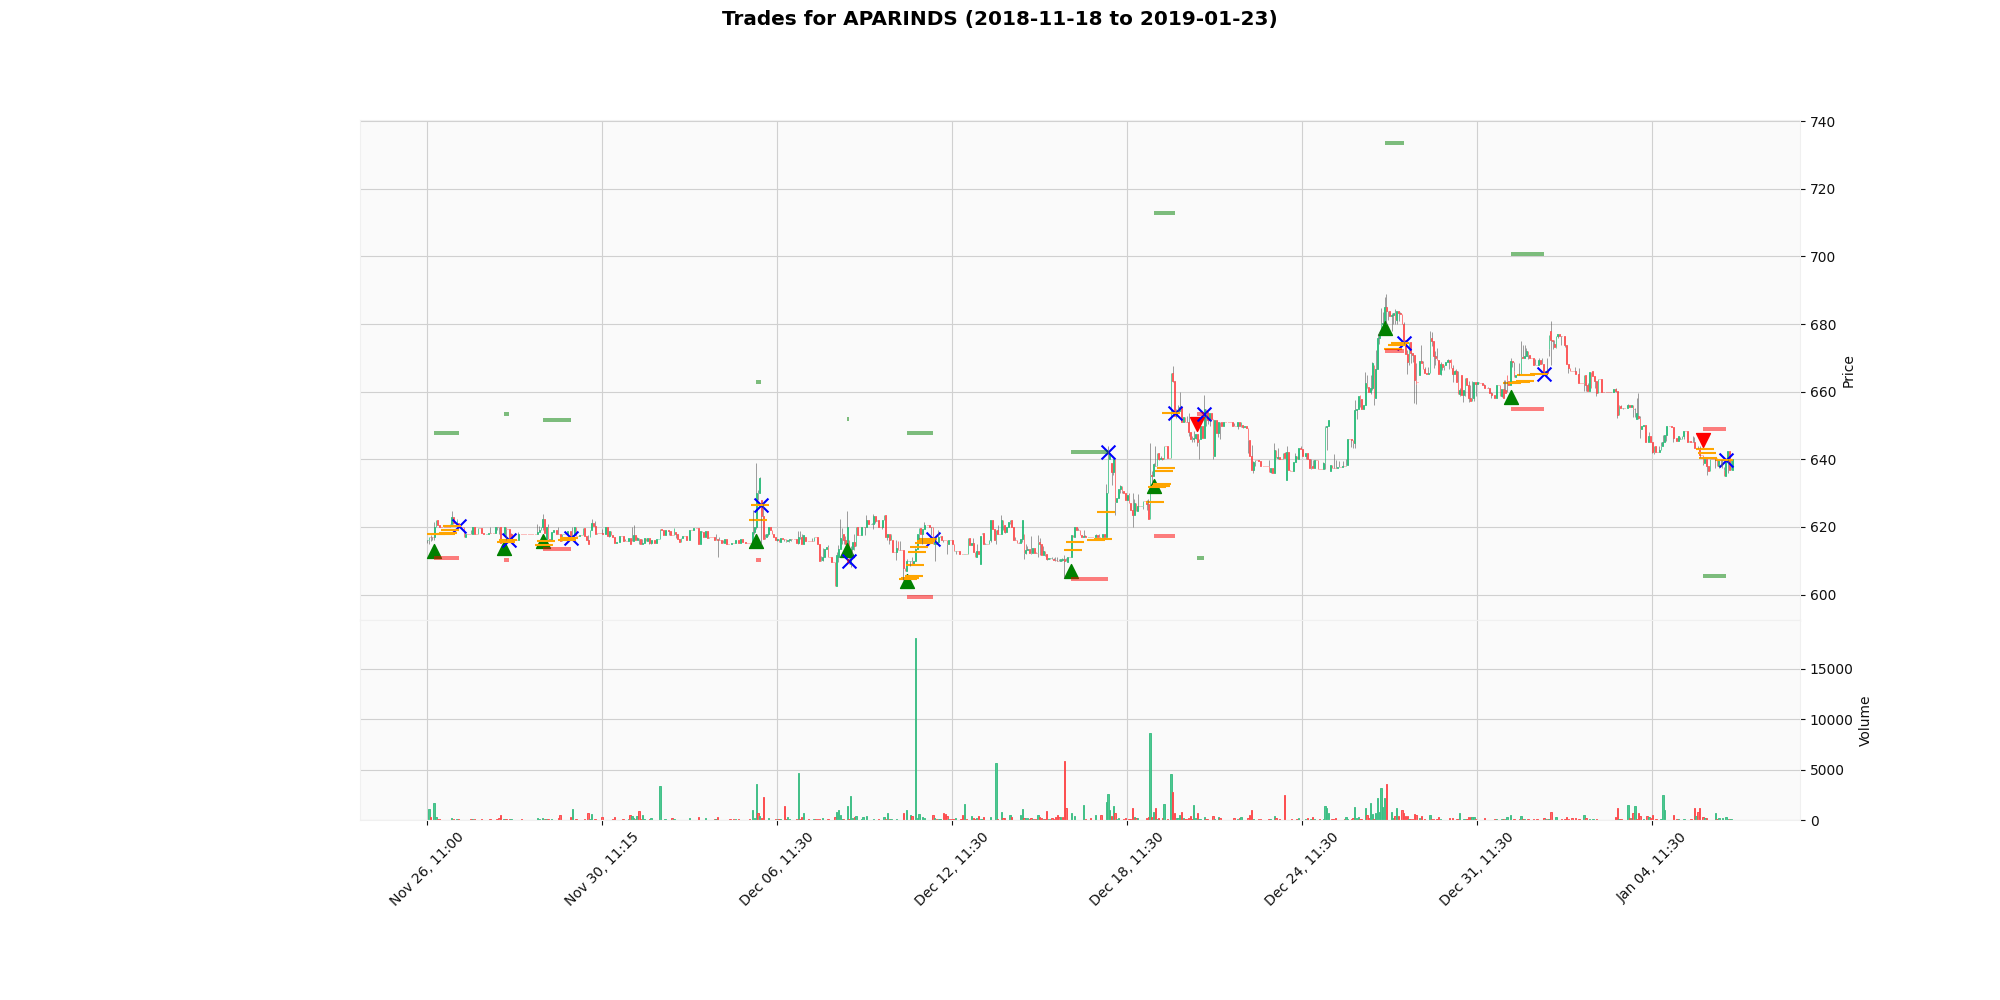 Trades for APARINDS (2018-11-18 to 2019-01-23)
740
720
700
680
660
640
620
600
Price
15000
10000
5000
0
Volume
Nov 26, 11:00
Nov 30, 11:15
Dec 06, 11:30
Dec 12, 11:30
Dec 18, 11:30
Dec 24, 11:30
Dec 31, 11:30
Jan 04, 11:30